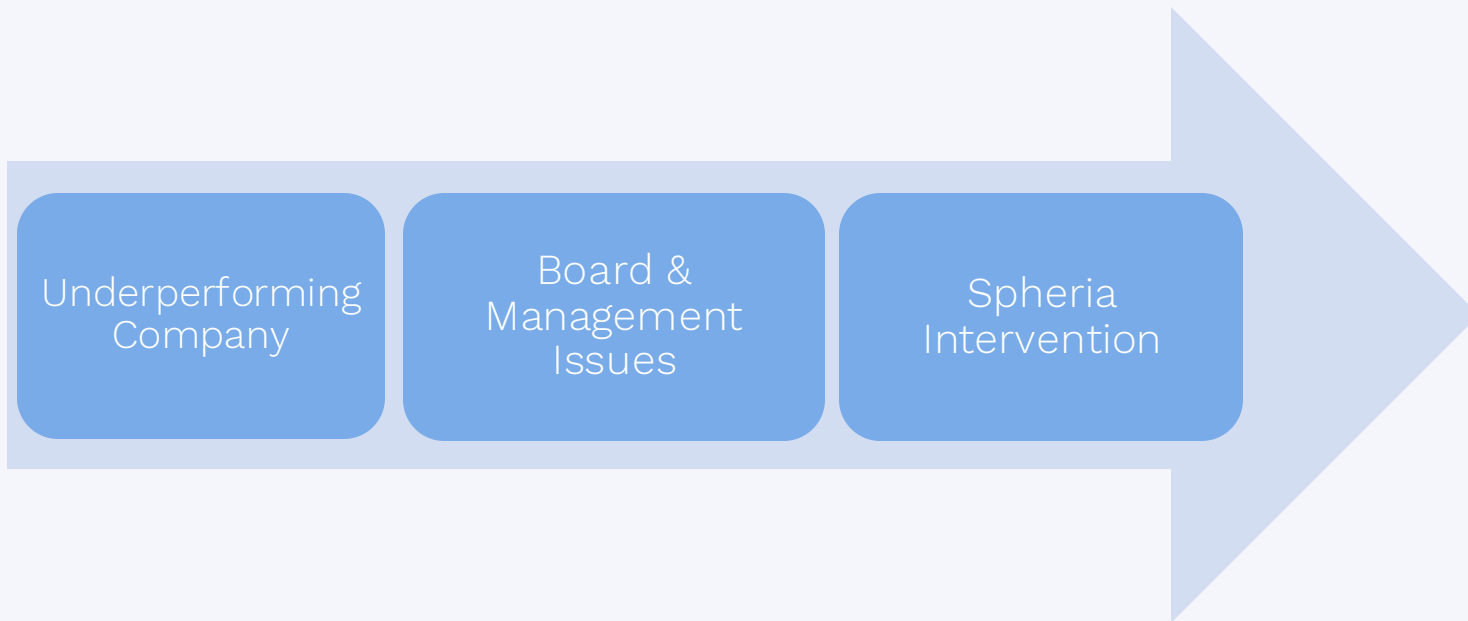 Underperforming
Company
Board &
Management
Issues
Spheria
Intervention